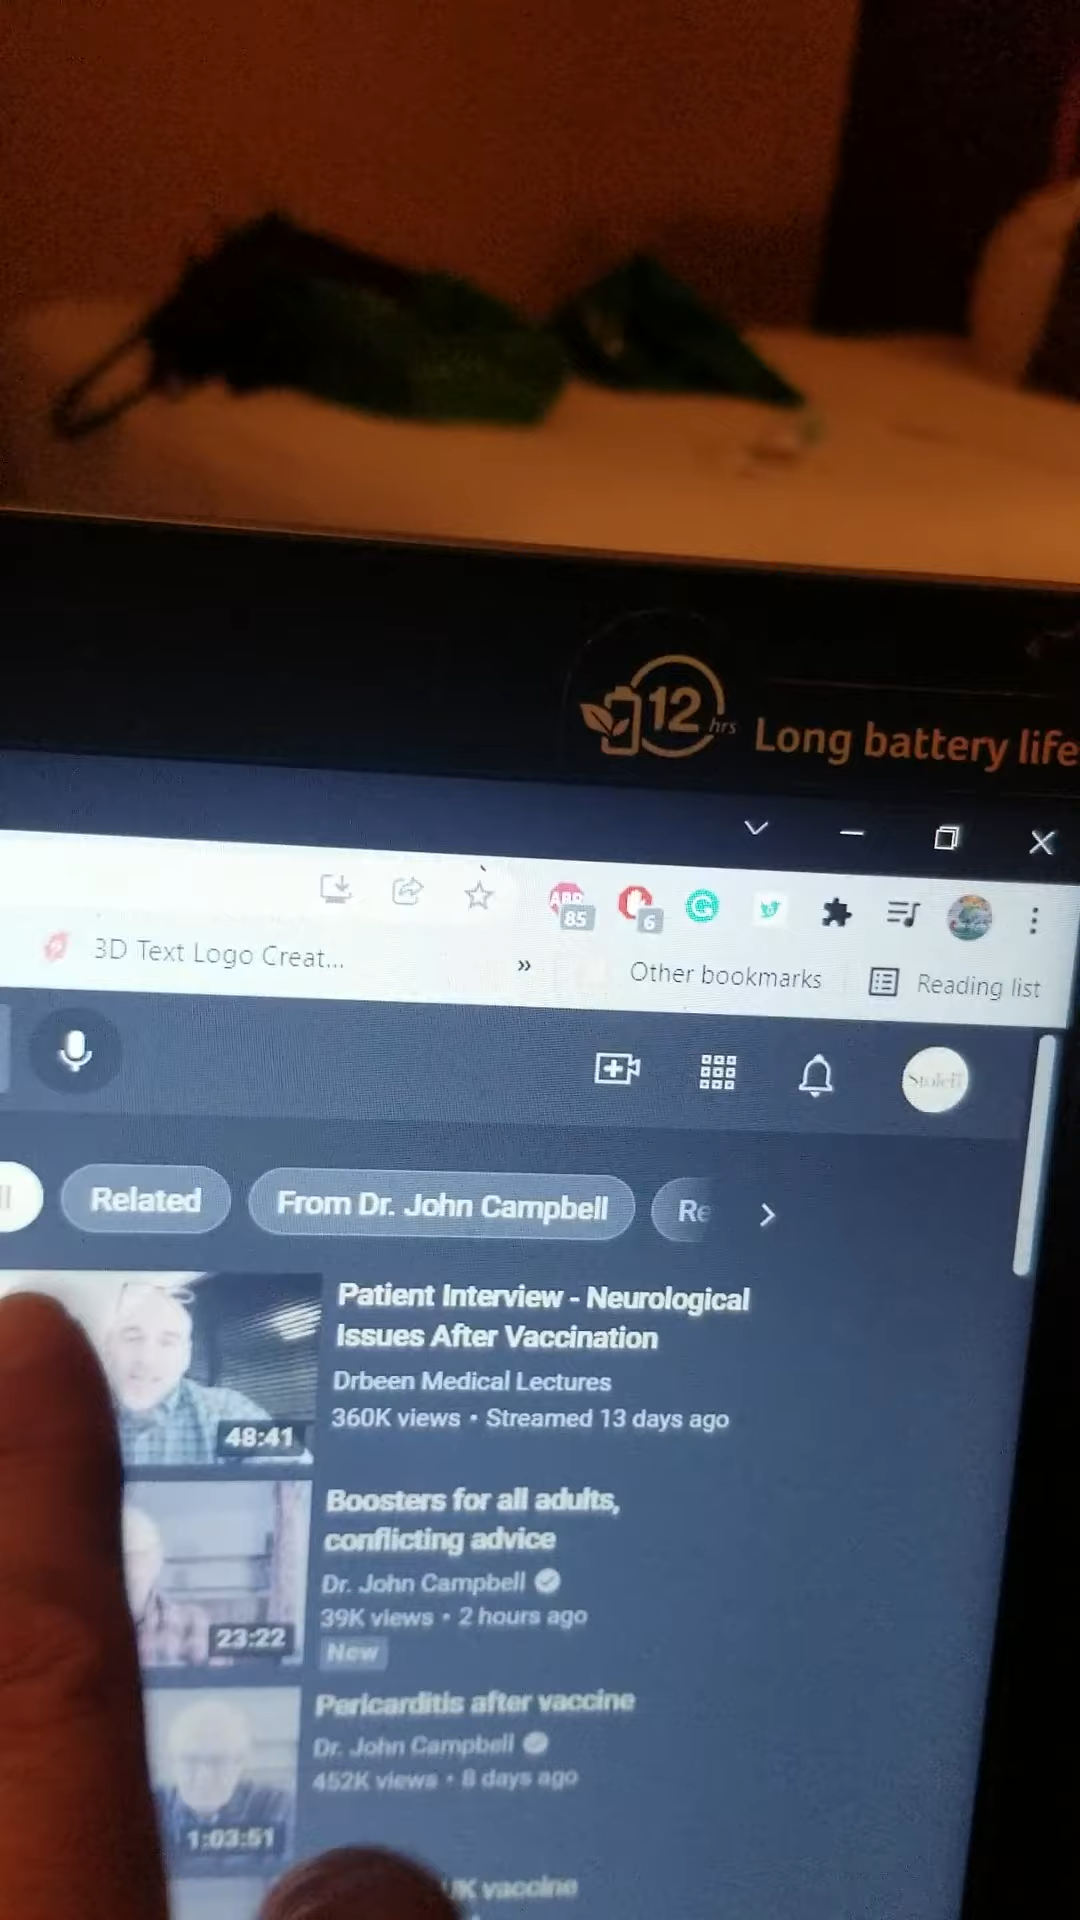 12 hrs Long battery life
ABP 85 6
3D Text Logo Creat...
» Other bookmarks Reading list
Related From Dr. John Campbell Re
Patient Interview - Neurological
Issues After Vaccination
Drbeen Medical Lectures
360K views • Streamed 13 days ago
48:41
Boosters for all adults,
conflicting advice
Dr. John Campbell
39K views • 2 hours ago
23:22
New
Pericarditis after vaccine
Dr. John Campbell
452K views • 8 days ago
1:03:51
UK vaccine